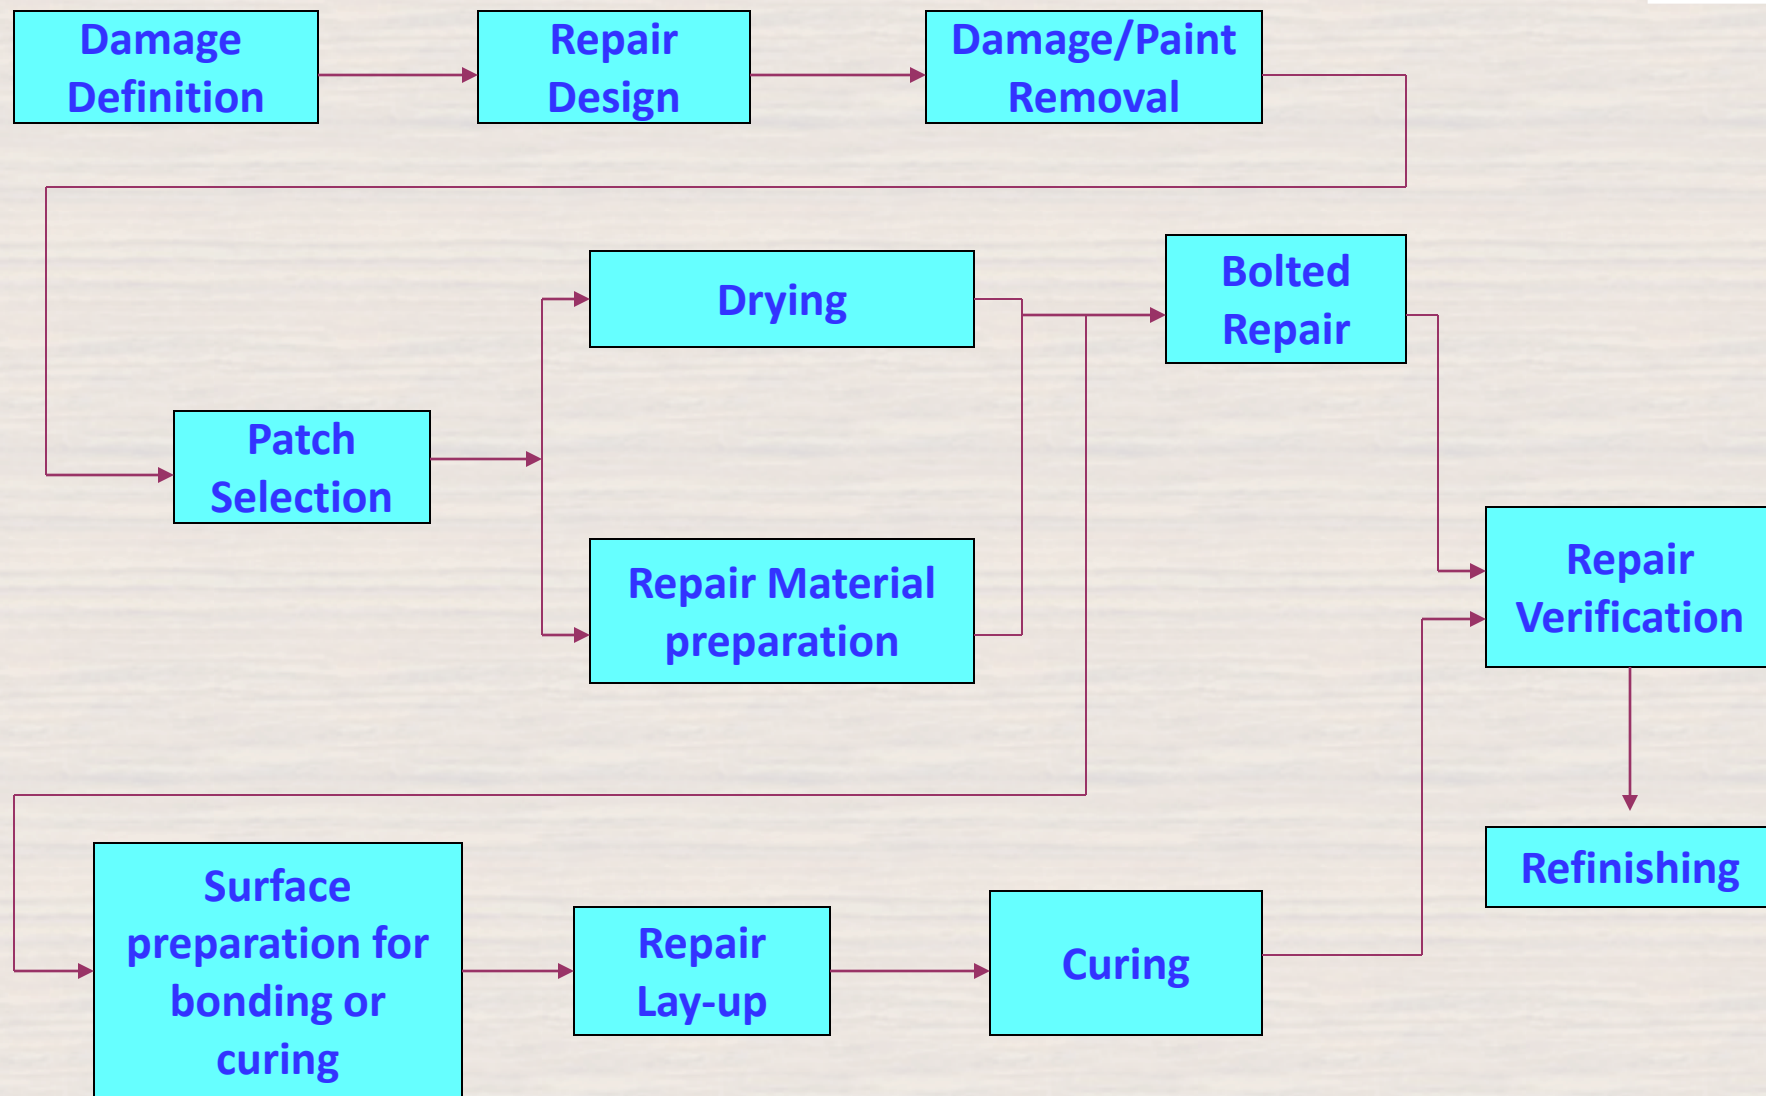 Damage
Definition
Repair
Design
Damage/Paint
Removal
Drying
Bolted
Repair
Patch
Selection
Repair Material
preparation
Repair
Verification
Surface
preparation for
bonding or
curing
Repair
Lay-up
Curing
Refinishing